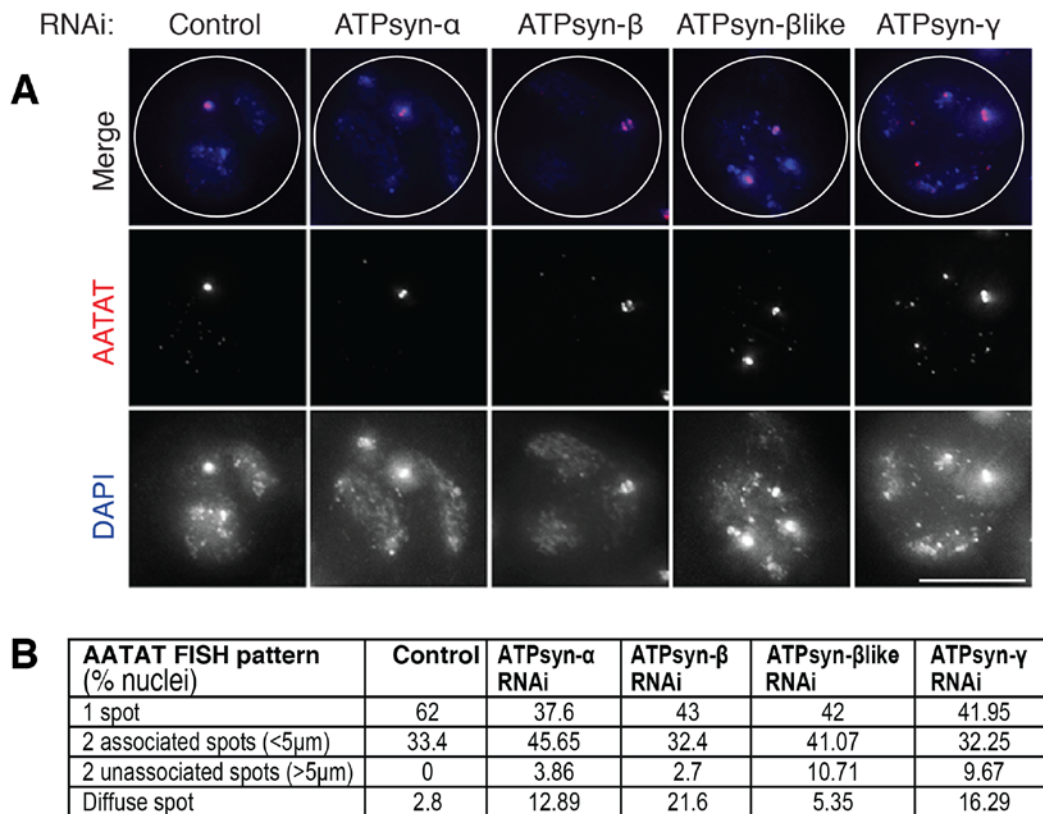 RNAi: Control ATPsyn-α ATPsyn-β ATPsyn-βlike ATPsyn-γ
A
Merge
AATAT
DAPI
B
AATAT FISH pattern (% nuclei) Control ATPsyn-α RNAi ATPsyn-β RNAi ATPsyn-βlike RNAi ATPsyn-γ RNAi
1 spot 62 37.6 43 42 41.95
2 associated spots (<5µm) 33.4 45.65 32.4 41.07 32.25
2 unassociated spots (>5µm) 0 3.86 2.7 10.71 9.67
Diffuse spot 2.8 12.89 21.6 5.35 16.29